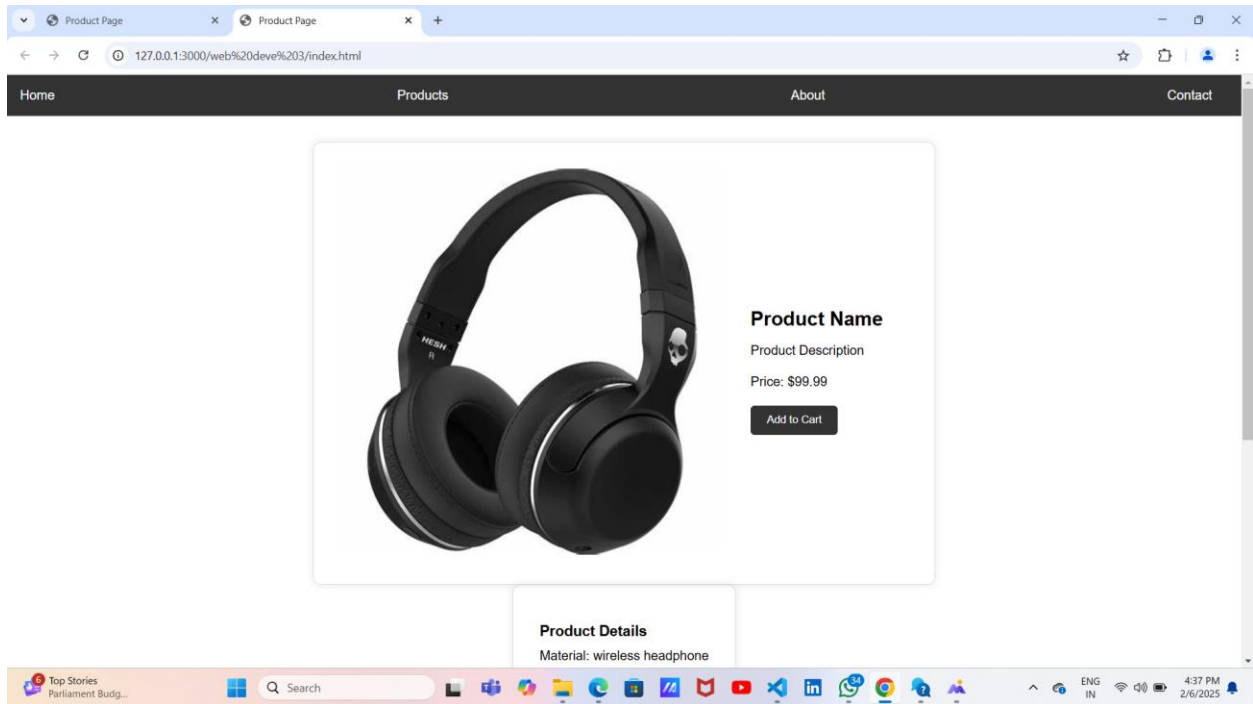 Product Page
Product Page
127.0.0.1:3000/web%20deve%203/index.html
Home Products About Contact
HESH
R
Product Name
Product Description
Price: $99.99
Add to Cart
Product Details
Material: wireless headphone
6
Top Stories
Parliament Budg...
Search
34
ENG
IN
4:37 PM
2/6/2025